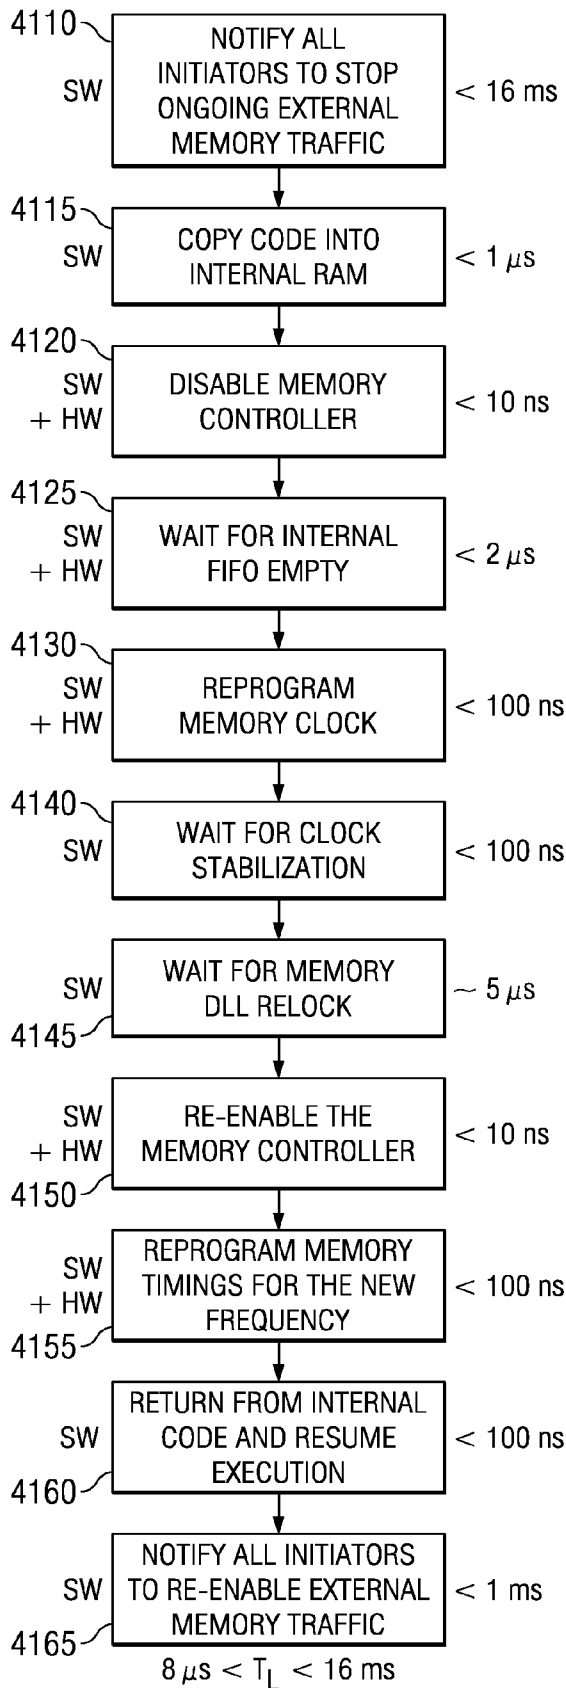 4110
SW
NOTIFY ALL
INITIATORS TO STOP
ONGOING EXTERNAL
MEMORY TRAFFIC
< 16 ms
4115
SW
COPY CODE INTO
INTERNAL RAM
< 1 μs
4120
SW
+ HW
DISABLE MEMORY
CONTROLLER
< 10 ns
4125
SW
+ HW
WAIT FOR INTERNAL
FIFO EMPTY
< 2 μs
4130
SW
+ HW
REPROGRAM
MEMORY CLOCK
< 100 ns
4140
SW
WAIT FOR CLOCK
STABILIZATION
< 100 ns
SW
4145
WAIT FOR MEMORY
DLL RELOCK
~ 5 μs
SW
+ HW
4150
RE-ENABLE THE
MEMORY CONTROLLER
< 10 ns
SW
+ HW
4155
REPROGRAM MEMORY
TIMINGS FOR THE NEW
FREQUENCY
< 100 ns
SW
4160
RETURN FROM INTERNAL
CODE AND RESUME
EXECUTION
< 100 ns
SW
4165
NOTIFY ALL INITIATORS
TO RE-ENABLE EXTERNAL
MEMORY TRAFFIC
< 1 ms
8 μs < TL < 16 ms